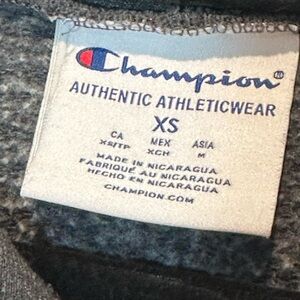 Champion®
AUTHENTIC ATHLETICWEAR
XS
CA MEX ASIA
XS/TP XCH M
MADE IN NICARAGUA
FABRIQUÉ AU NICARAGUA
HECHO EN NICARAGUA
CHAMPION.COM